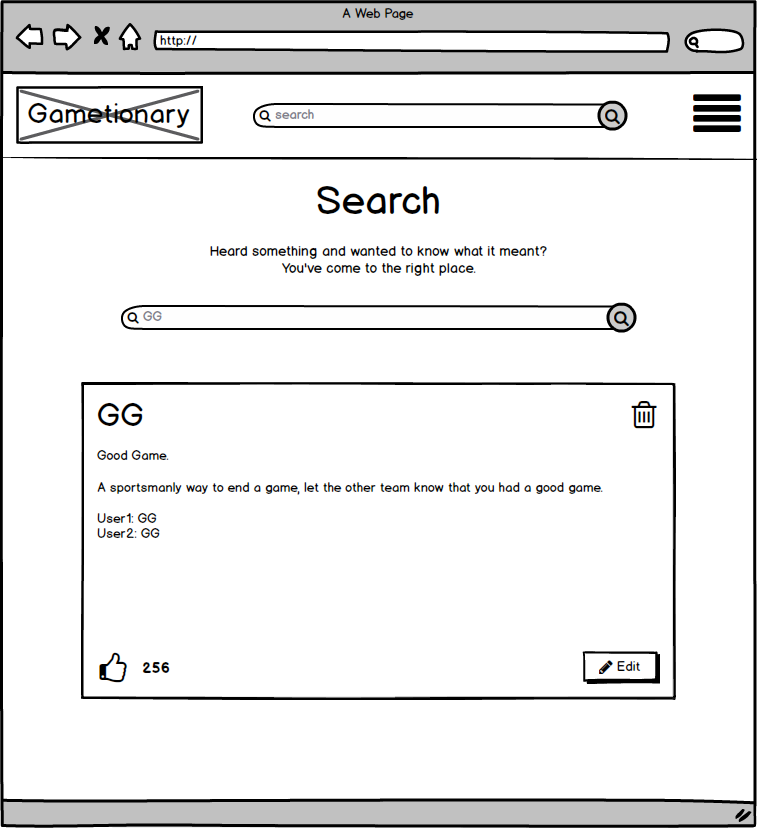 A Web Page
http://
Gametionary
search
Search
Heard something and wanted to know what it meant?
You've come to the right place.
GG
GG
Good Game.
A sportsmanly way to end a game, let the other team know that you had a good game.
User1: GG
User2: GG
256
Edit